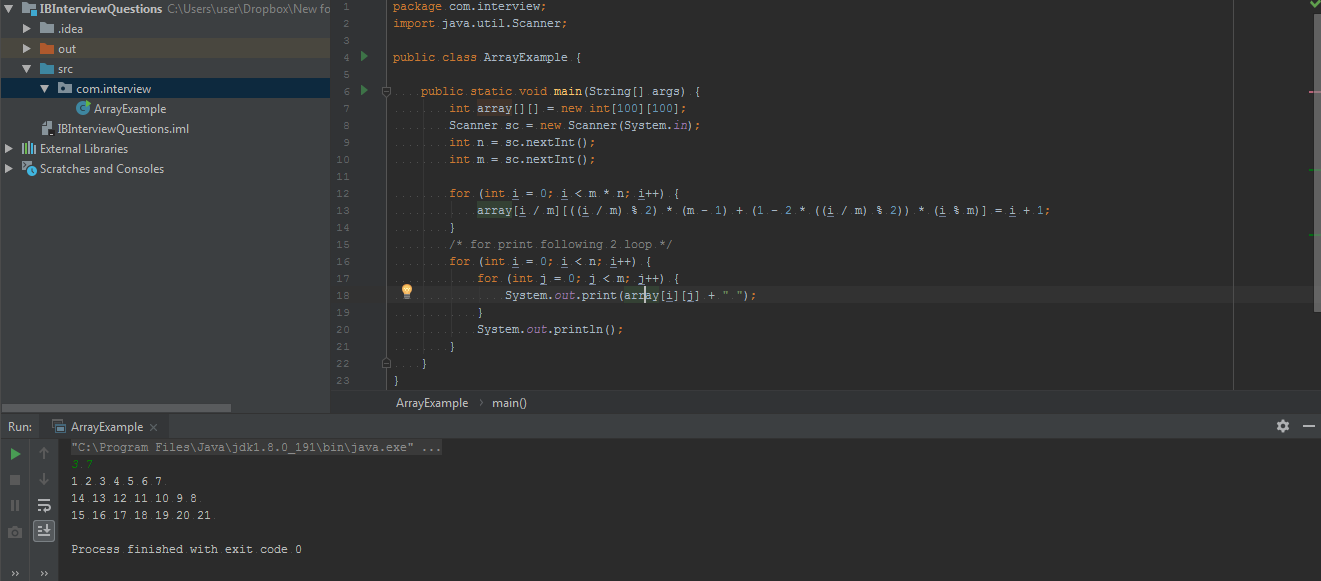 IBInterviewQuestions C:\Users\user\Dropbox\New fo
.idea
out
src
com.interview
ArrayExample
IBInterviewQuestions.iml
External Libraries
Scratches and Consoles
1 package com.interview;
2 import java.util.Scanner;
3
4 public class ArrayExample {
5
6 public static void main(String[] args) {
7 int array[][] = new int[100][100];
8 Scanner sc = new Scanner(System.in);
9 int n = sc.nextInt();
10 int m = sc.nextInt();
11
12 for (int i = 0; i < m * n; i++) {
13 array[i / m][((i / m) % 2) * (m - 1) + (1 - 2 * ((i / m) % 2)) * (i % m)] = i + 1;
14 }
15 /* for print following 2 loop */
16 for (int i = 0; i < n; i++) {
17 for (int j = 0; j < m; j++) {
18 System.out.print(array[i][j] + " ");
19 }
20 System.out.println();
21 }
22 }
23 }
ArrayExample › main()
Run: ArrayExample ×
"C:\Program Files\Java\jdk1.8.0_191\bin\java.exe" ...
3 7
1 2 3 4 5 6 7
14 13 12 11 10 9 8
15 16 17 18 19 20 21
Process finished with exit code 0
» »